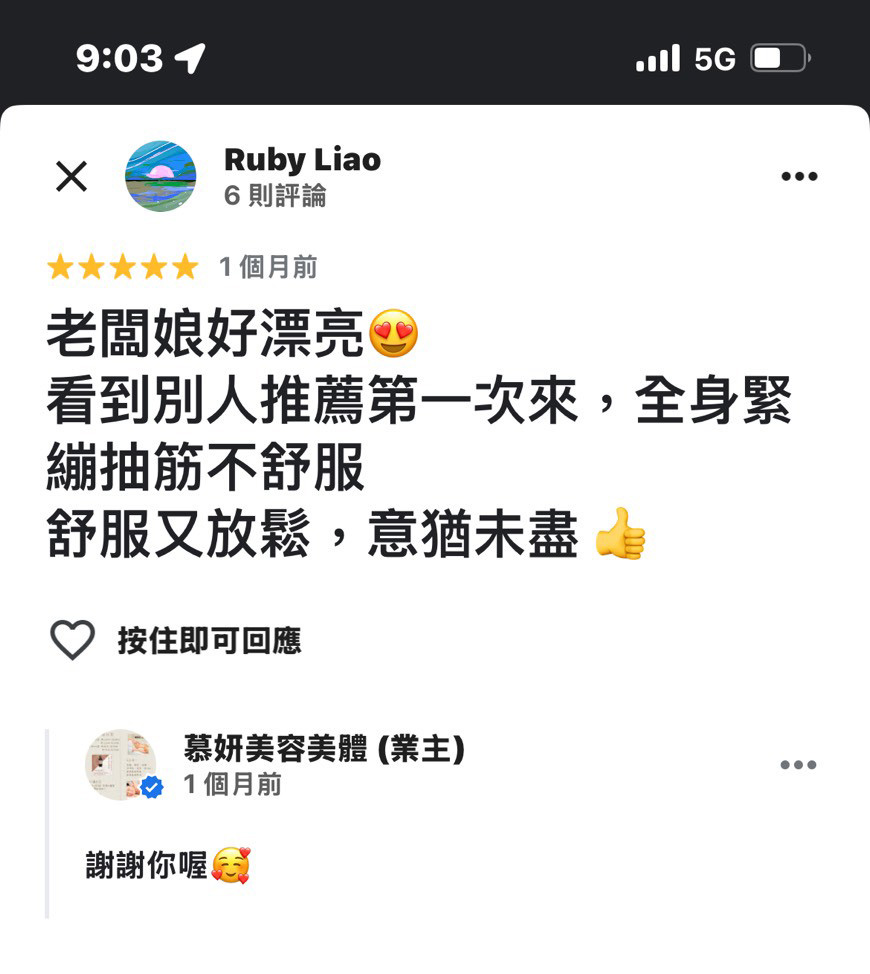 9:03
5G
Ruby Liao
6 則評論
1 個月前
老闆娘好漂亮😍
看到別人推薦第一次來，全身緊
繃抽筋不舒服
舒服又放鬆，意猶未盡 👍
按住即可回應
慕妍美容美體 (業主)
1 個月前
謝謝你喔🥰